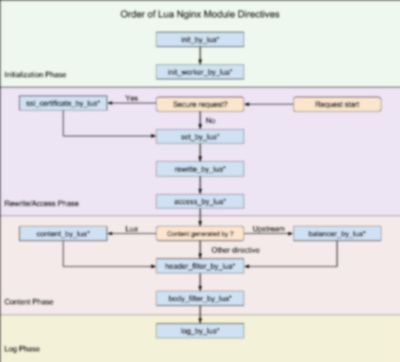 Order of Lua Nginx Module Directives
init_by_lua*
init_worker_by_lua*
Initialization Phase
ssl_certificate_by_lua*
Yes
Secure request?
Request start
No
set_by_lua*
rewrite_by_lua*
access_by_lua*
Rewrite/Access Phase
content_by_lua*
Lua
Content generated by ?
Upstream
balancer_by_lua*
Other directive
header_filter_by_lua*
body_filter_by_lua*
Content Phase
log_by_lua*
Log Phase